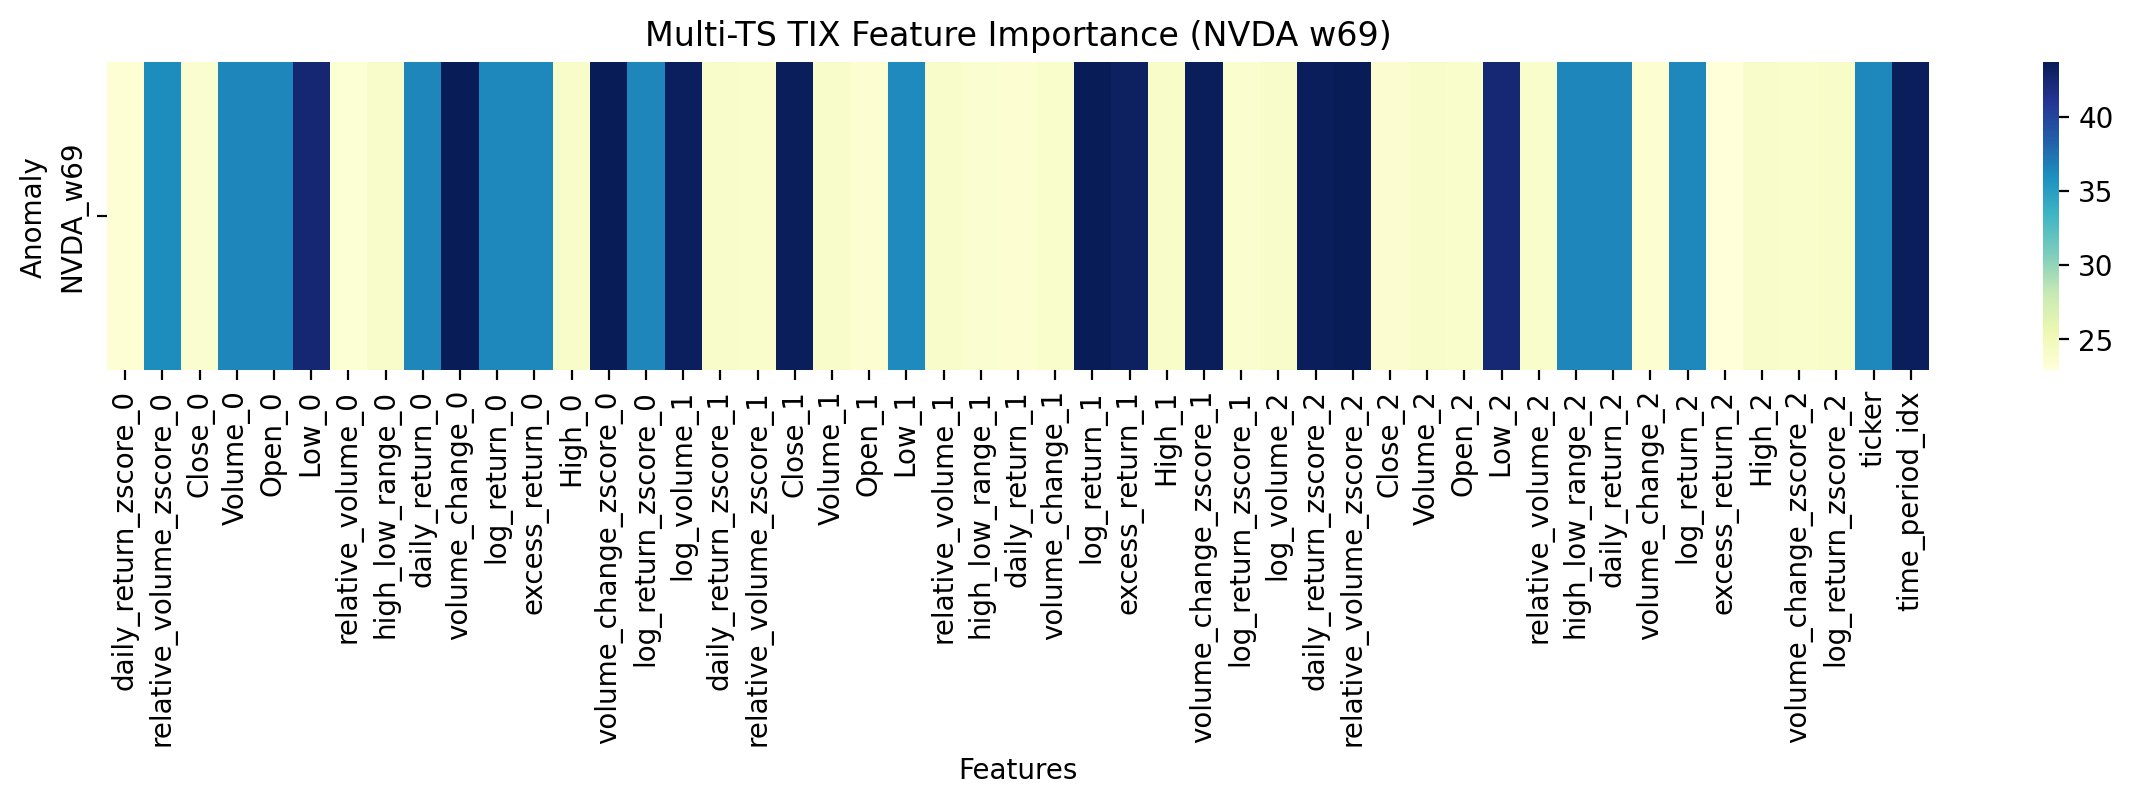 Multi-TS TIX Feature Importance (NVDA w69)
Anomaly
NVDA_w69
40
35
30
25
daily_return_zscore_0
relative_volume_zscore_0
Close_0
Volume_0
Open_0
Low_0
relative_volume_0
high_low_range_0
daily_return_0
volume_change_0
log_return_0
excess_return_0
High_0
volume_change_zscore_0
log_return_zscore_0
log_volume_1
daily_return_zscore_1
relative_volume_zscore_1
Close_1
Volume_1
Open_1
Low_1
relative_volume_1
high_low_range_1
daily_return_1
volume_change_1
log_return_1
excess_return_1
High_1
volume_change_zscore_1
log_return_zscore_1
log_volume_2
daily_return_zscore_2
relative_volume_zscore_2
Close_2
Volume_2
Open_2
Low_2
relative_volume_2
high_low_range_2
daily_return_2
volume_change_2
log_return_2
excess_return_2
High_2
volume_change_zscore_2
log_return_zscore_2
ticker
time_period_idx
Features